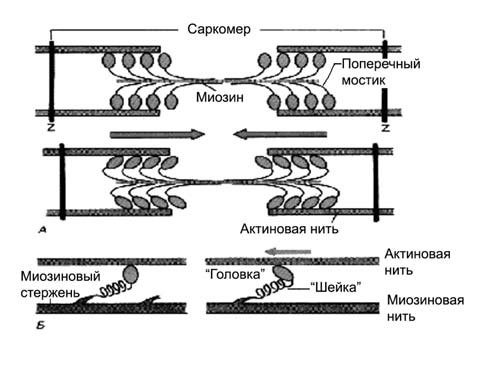 Саркомер
Поперечный
мостик
Миозин
Z
Z
А
Актиновая нить
Миозиновый
стержень
"Головка"
"Шейка"
Актиновая
нить
Миозиновая
нить
Б